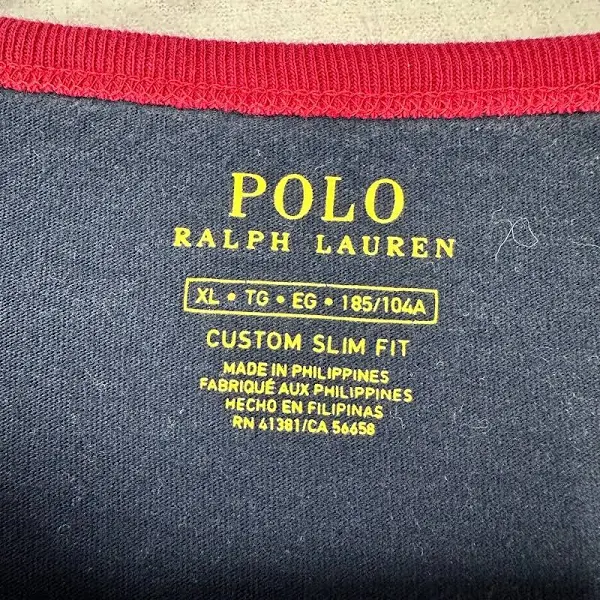 POLO
RALPH LAUREN
XL • TG • EG • 185/104A
CUSTOM SLIM FIT
MADE IN PHILIPPINES
FABRIQUÉ AUX PHILIPPINES
HECHO EN FILIPINAS
RN 41381/CA 56658